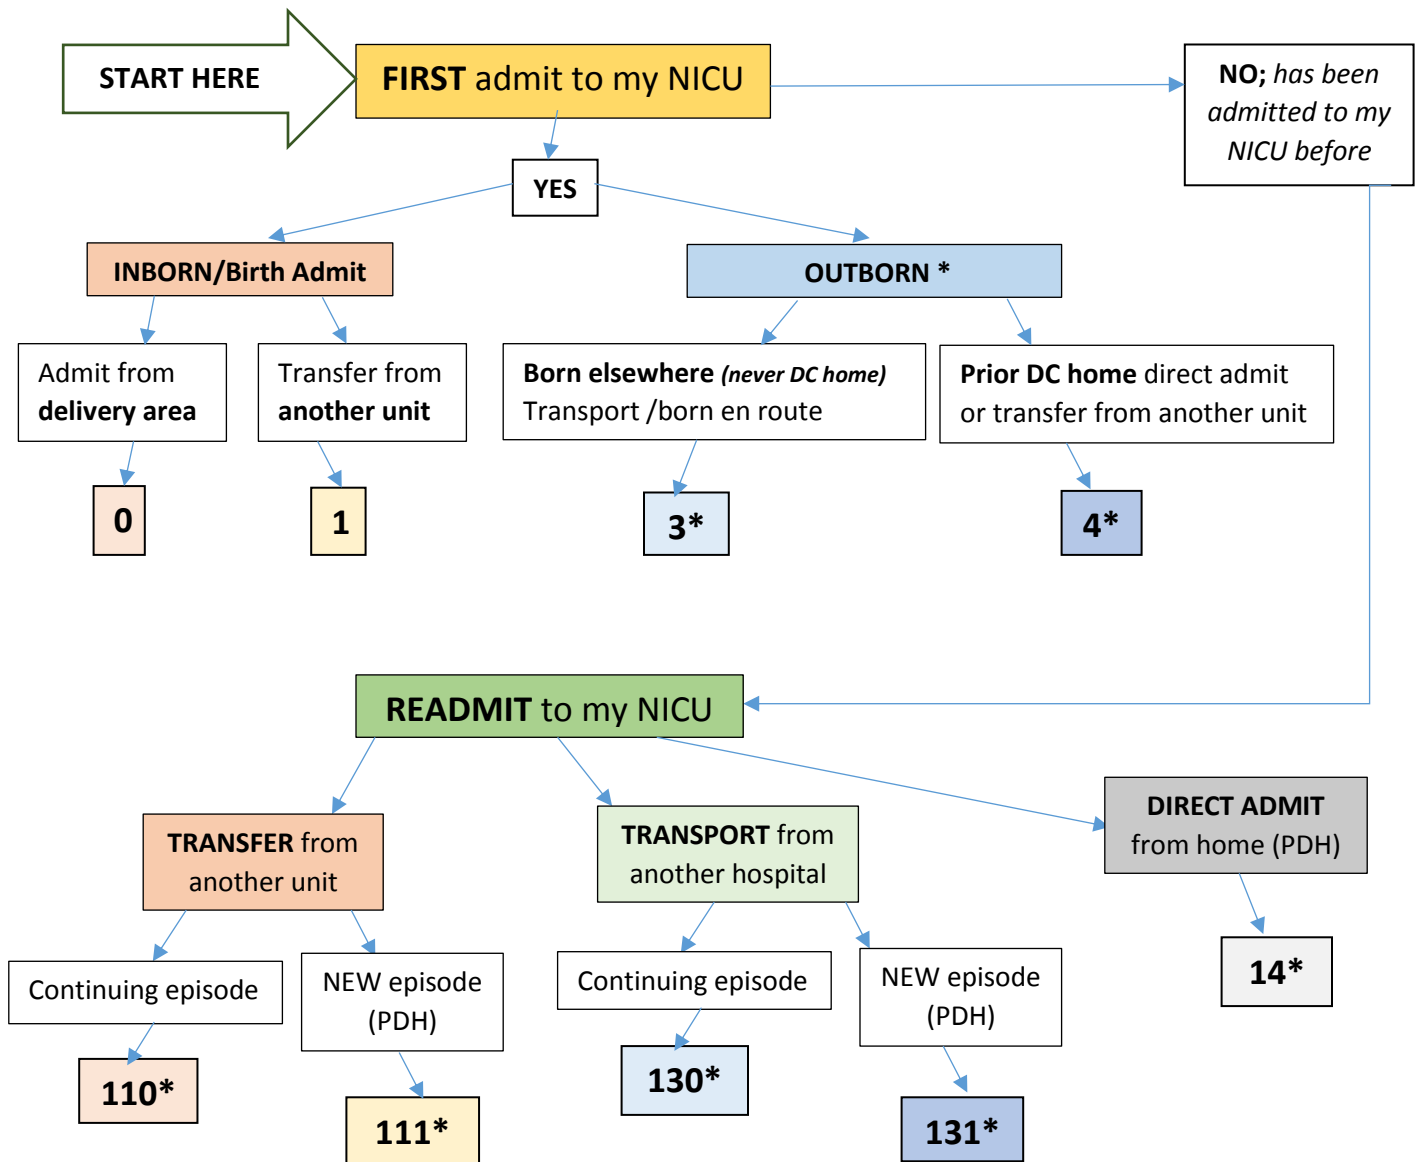 START HERE
FIRST admit to my NICU
NO; has been
admitted to my
NICU before
YES
INBORN/Birth Admit
OUTBORN *
Admit from
delivery area
Transfer from
another unit
Born elsewhere (never DC home)
Transport /born en route
Prior DC home direct admit
or transfer from another unit
0
1
3*
4*
READMIT to my NICU
TRANSFER from
another unit
TRANSPORT from
another hospital
DIRECT ADMIT
from home (PDH)
Continuing episode
NEW episode
(PDH)
Continuing episode
NEW episode
(PDH)
14*
110*
111*
130*
131*